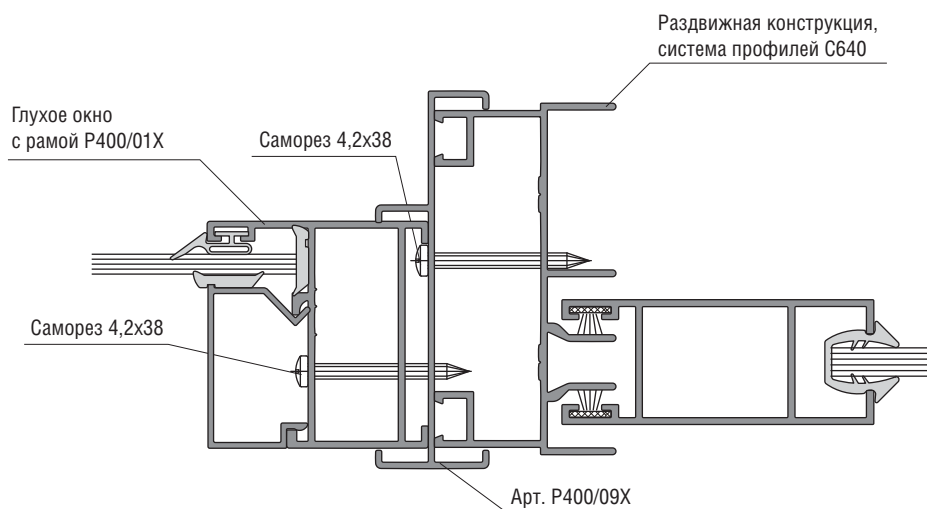 Раздвижная конструкция,
система профилей С640
Глухое окно
с рамой Р400/01Х
Саморез 4,2х38
Саморез 4,2х38
Арт. Р400/09Х